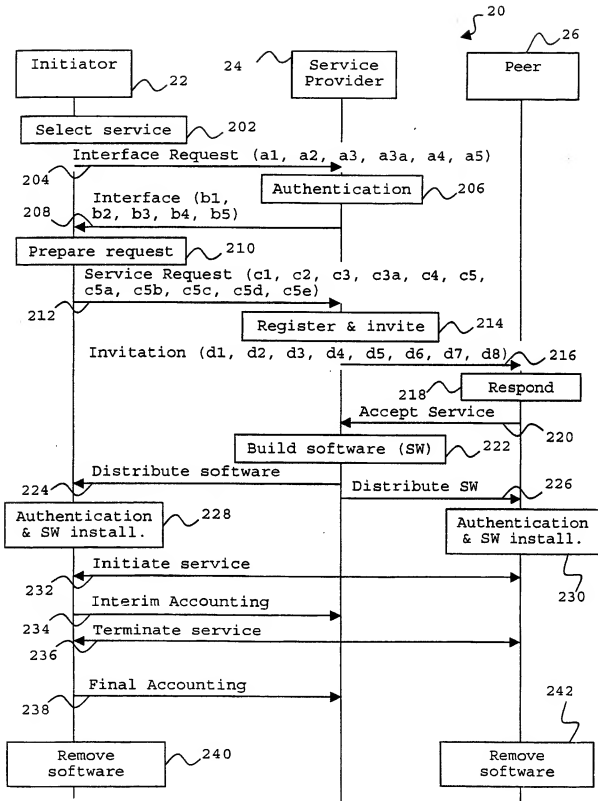 20
26
Initiator
22
24
Service
Provider
Peer
Select service
202
Interface Request (a1, a2, a3, a3a, a4, a5)
204
Authentication
206
208
Interface (b1,
b2, b3, b4, b5)
Prepare request
210
Service Request (c1, c2, c3, c3a, c4, c5,
c5a, c5b, c5c, c5d, c5e)
212
Register & invite
214
Invitation (d1, d2, d3, d4, d5, d6, d7, d8)
216
218
Respond
Accept Service
220
Build software (SW)
222
Distribute software
224
Distribute SW
226
Authentication
& SW install.
228
Authentication
& SW install.
230
Initiate service
232
Interim Accounting
234
Terminate service
236
Final Accounting
238
242
Remove
software
240
Remove
software